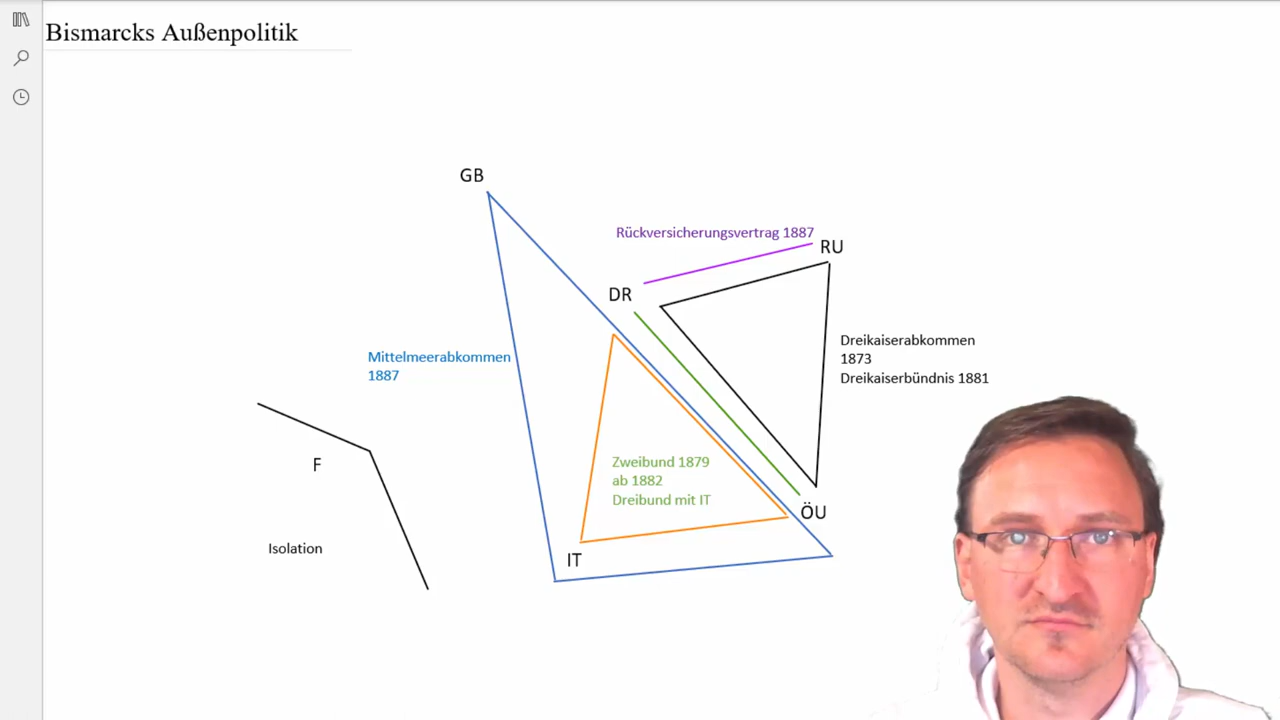 Bismarcks Außenpolitik
GB
Rückversicherungsvertrag 1887
RU
DR
Mittelmeerabkommen
1887
Dreikaiserabkommen
1873
Dreikaiserbündnis 1881
F
Zweibund 1879
ab 1882
Dreibund mit IT
ÖU
Isolation
IT